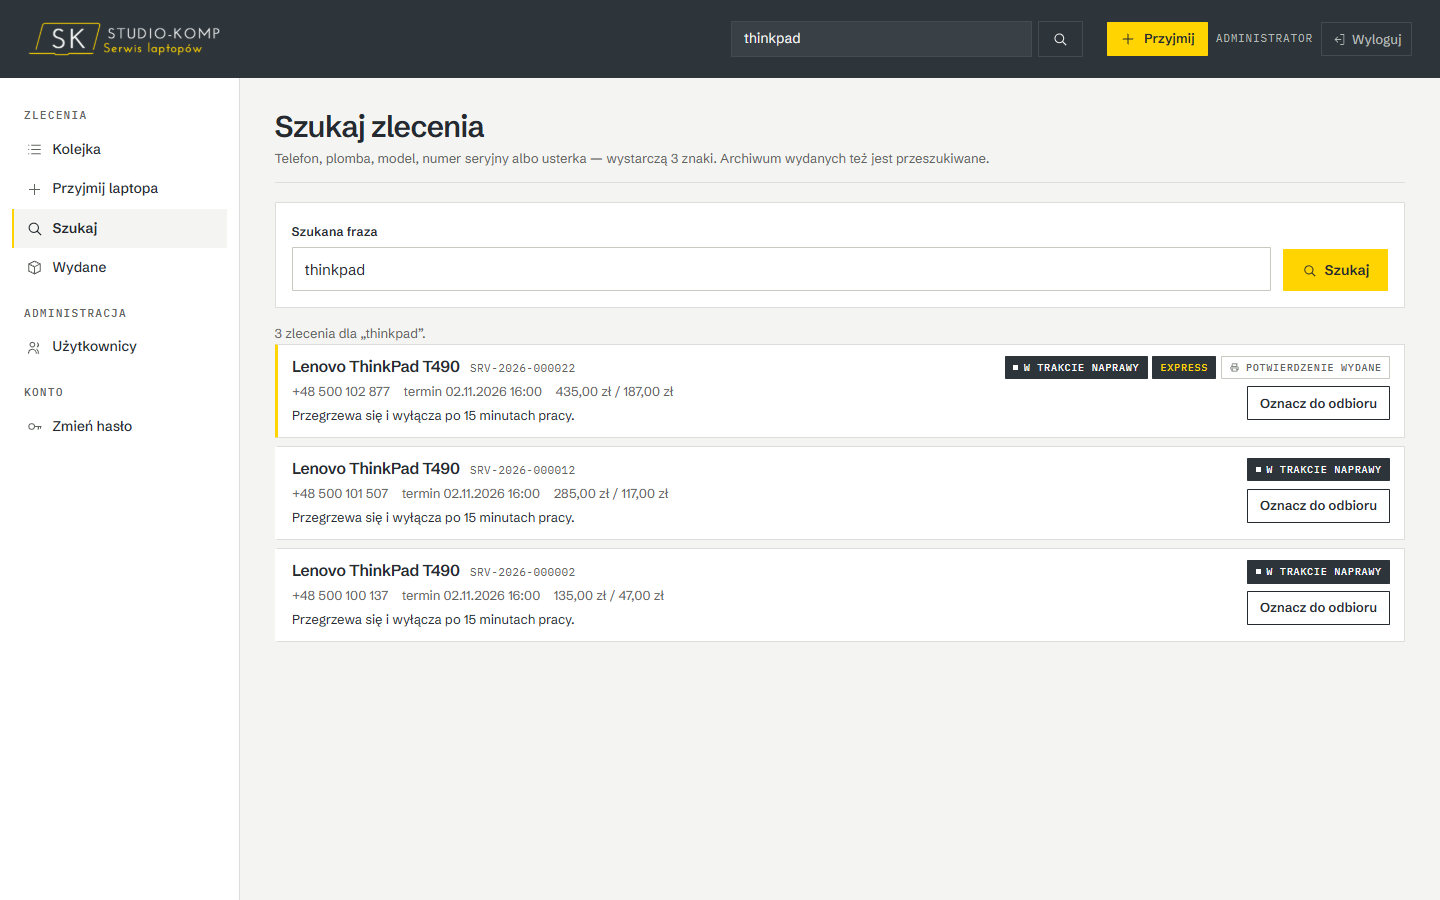 SK STUDIO-KOMP
Serwis laptopów
thinkpad
Przyjmij
ADMINISTRATOR
Wyloguj
ZLECENIA
Kolejka
Przyjmij laptopa
Szukaj
Wydane
ADMINISTRACJA
Użytkownicy
KONTO
Zmień hasło
Szukaj zlecenia
Telefon, plomba, model, numer seryjny albo usterka — wystarczą 3 znaki. Archiwum wydanych też jest przeszukiwane.
Szukana fraza
thinkpad
Szukaj
3 zlecenia dla „thinkpad”.
Lenovo ThinkPad T490 SRV-2026-000022
W TRAKCIE NAPRAWY EXPRESS POTWIERDZENIE WYDANE
+48 500 102 877 termin 02.11.2026 16:00 435,00 zł / 187,00 zł
Oznacz do odbioru
Przegrzewa się i wyłącza po 15 minutach pracy.
Lenovo ThinkPad T490 SRV-2026-000012
W TRAKCIE NAPRAWY
+48 500 101 507 termin 02.11.2026 16:00 285,00 zł / 117,00 zł
Oznacz do odbioru
Przegrzewa się i wyłącza po 15 minutach pracy.
Lenovo ThinkPad T490 SRV-2026-000002
W TRAKCIE NAPRAWY
+48 500 100 137 termin 02.11.2026 16:00 135,00 zł / 47,00 zł
Oznacz do odbioru
Przegrzewa się i wyłącza po 15 minutach pracy.